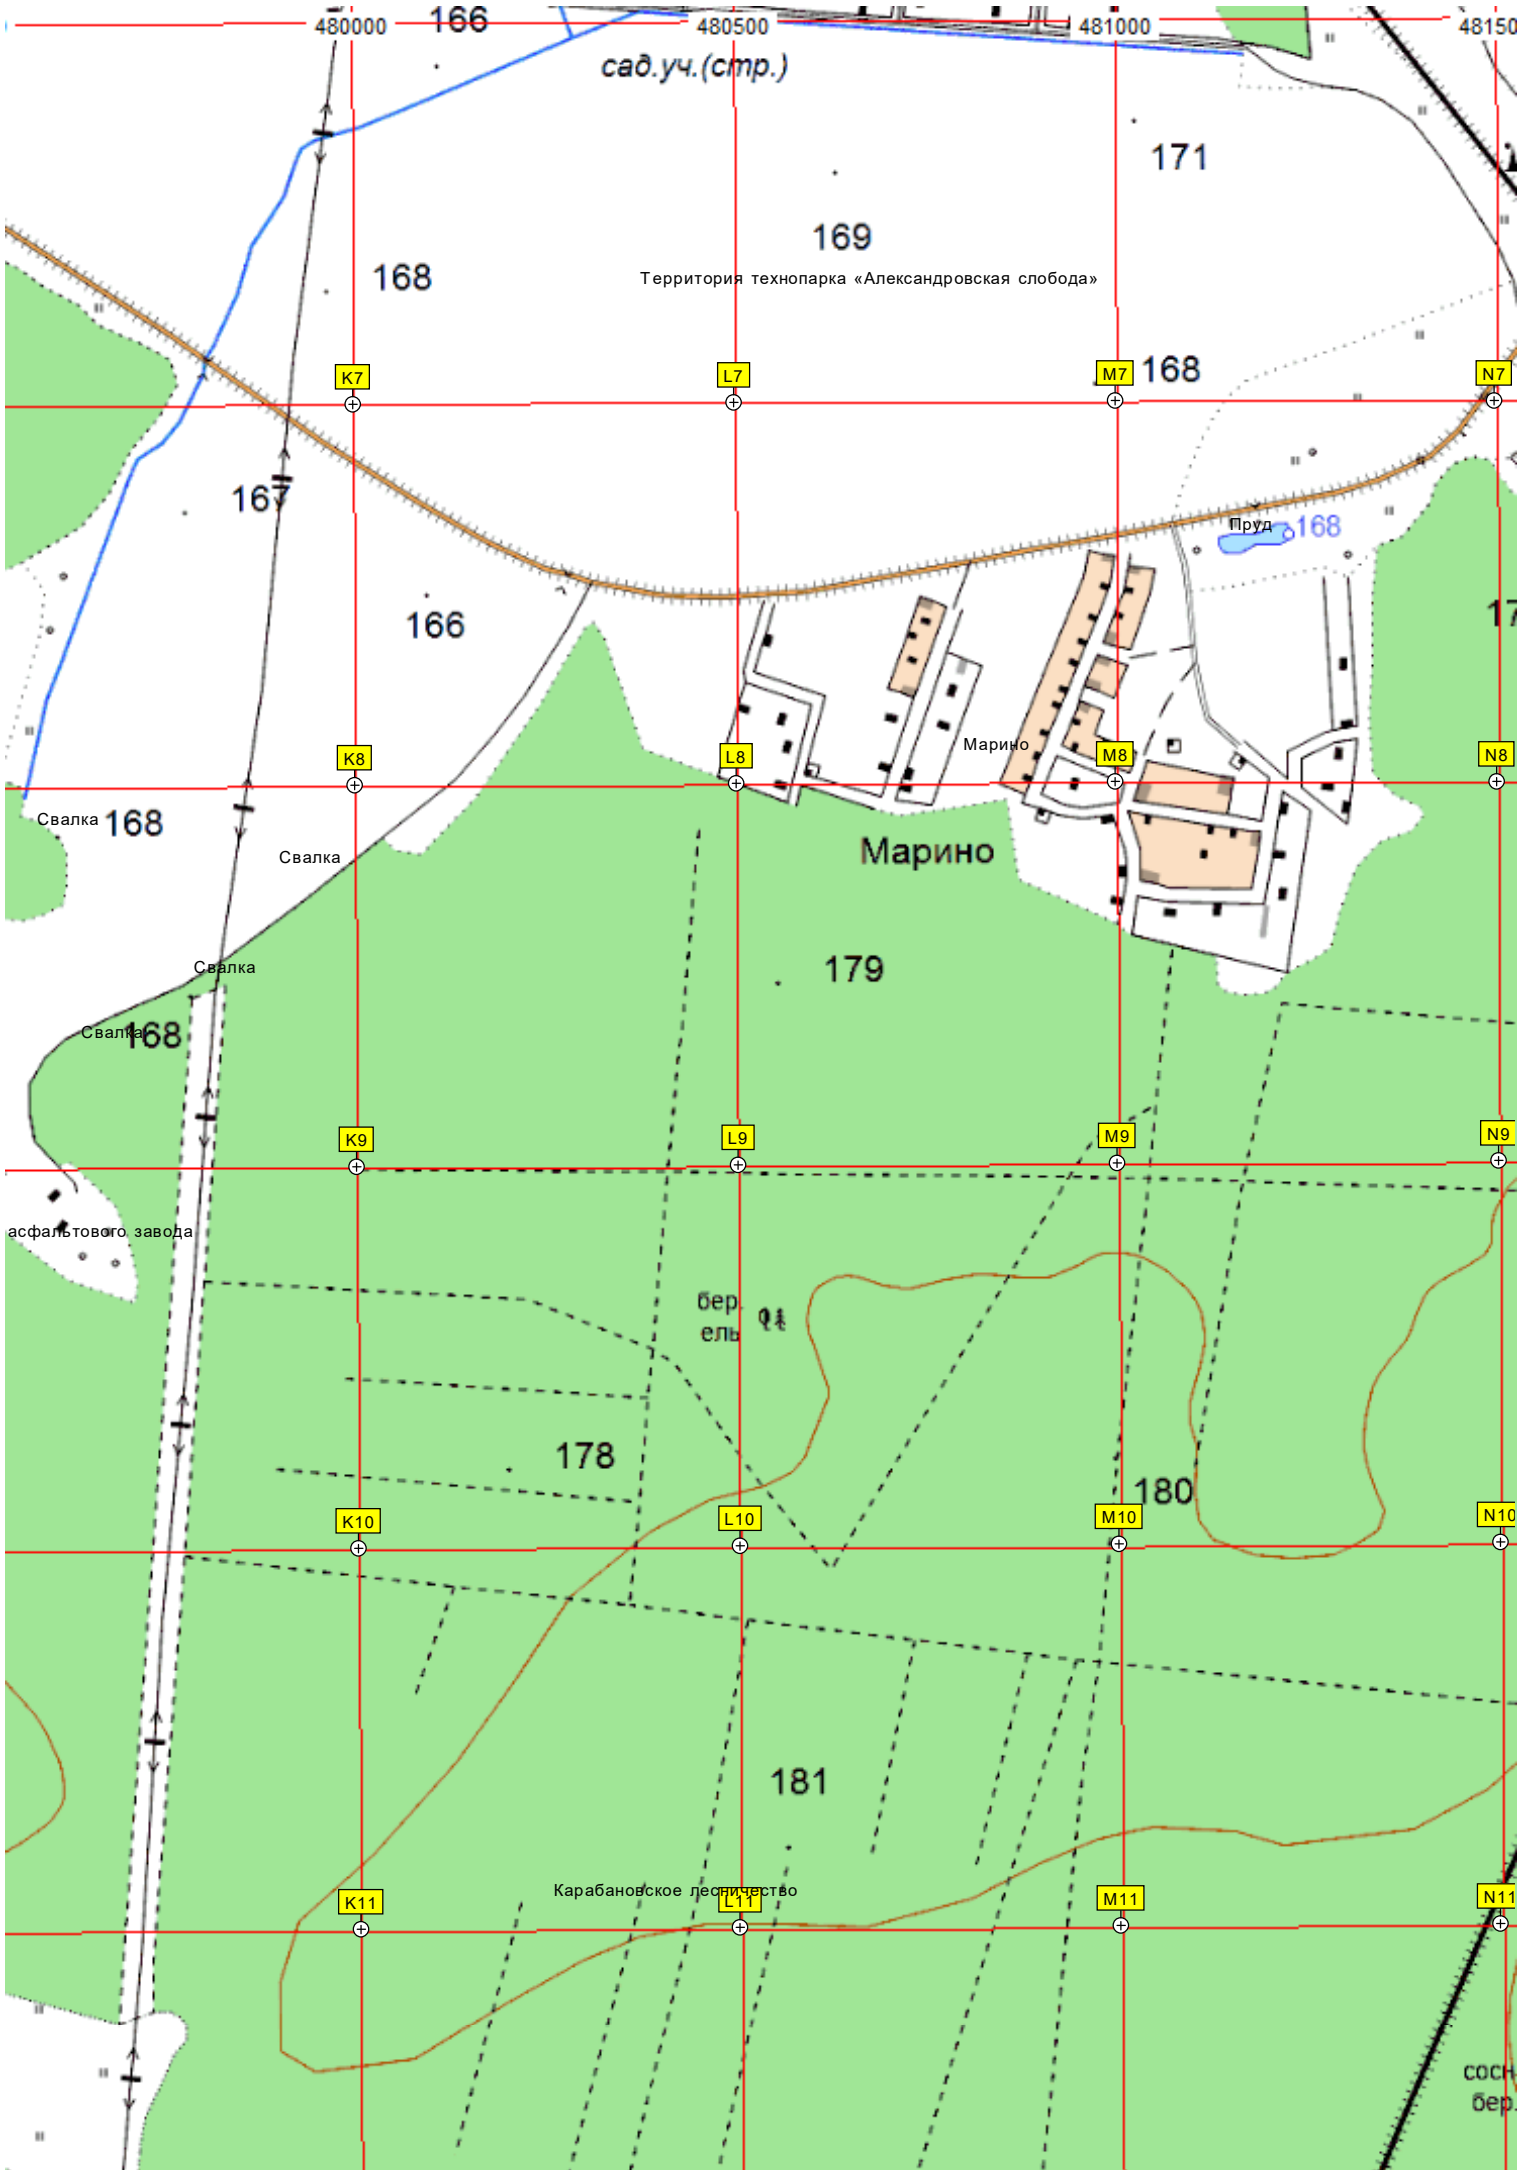 166
480000
480500
481000
48150
сад.уч.(стр.)
171
169
168
Территория технопарка «Александровская слобода»
K7
L7
M7
168
N7
167
Пруд
168
166
17
Марино
K8
L8
M8
N8
Свалка
168
Свалка
Марино
179
Свалка
Свалка
168
K9
L9
M9
N9
асфальтового завода
бер.
ель
178
180
K10
L10
M10
N10
181
Карабановское лесничество
K11
L11
M11
N11
сосн
бер.